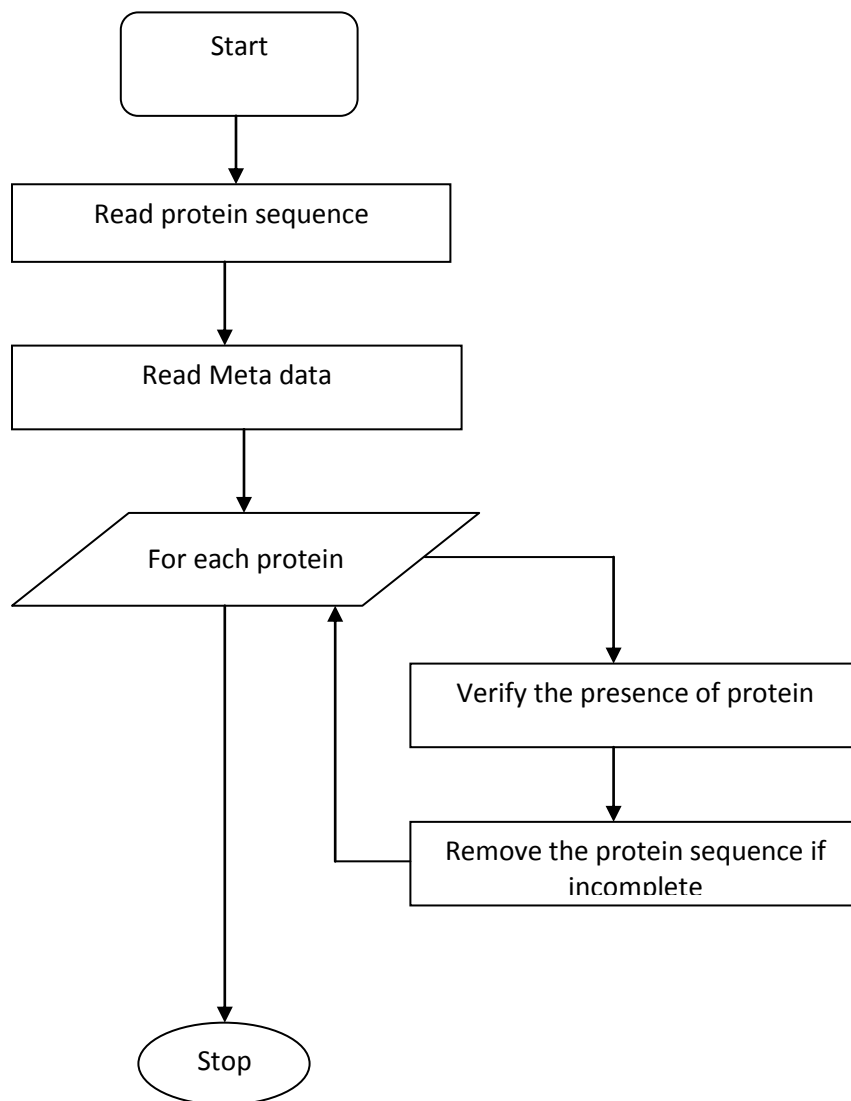 Start
Read protein sequence
Read Meta data
For each protein
Verify the presence of protein
Remove the protein sequence if
incomplete
Stop